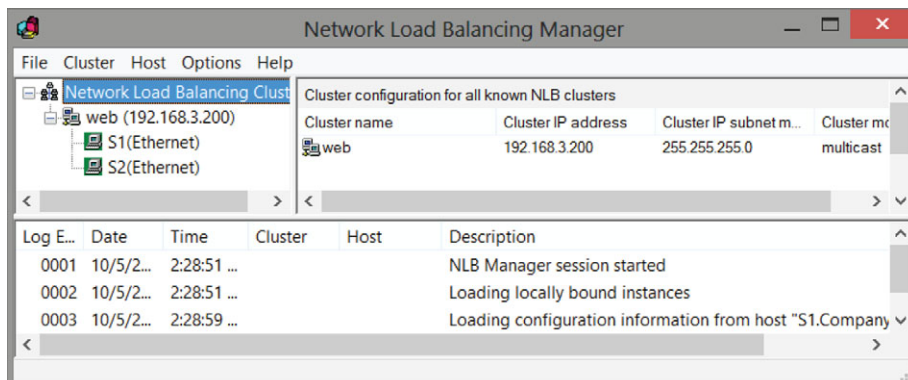 Network Load Balancing Manager
File Cluster Host Options Help
Network Load Balancing Clust
web (192.168.3.200)
S1(Ethernet)
S2(Ethernet)
Cluster configuration for all known NLB clusters
Cluster name Cluster IP address Cluster IP subnet m... Cluster mo
web 192.168.3.200 255.255.255.0 multicast
Log E... Date Time Cluster Host Description
0001 10/5/2... 2:28:51 ... NLB Manager session started
0002 10/5/2... 2:28:51 ... Loading locally bound instances
0003 10/5/2... 2:28:59 ... Loading configuration information from host "S1.Company